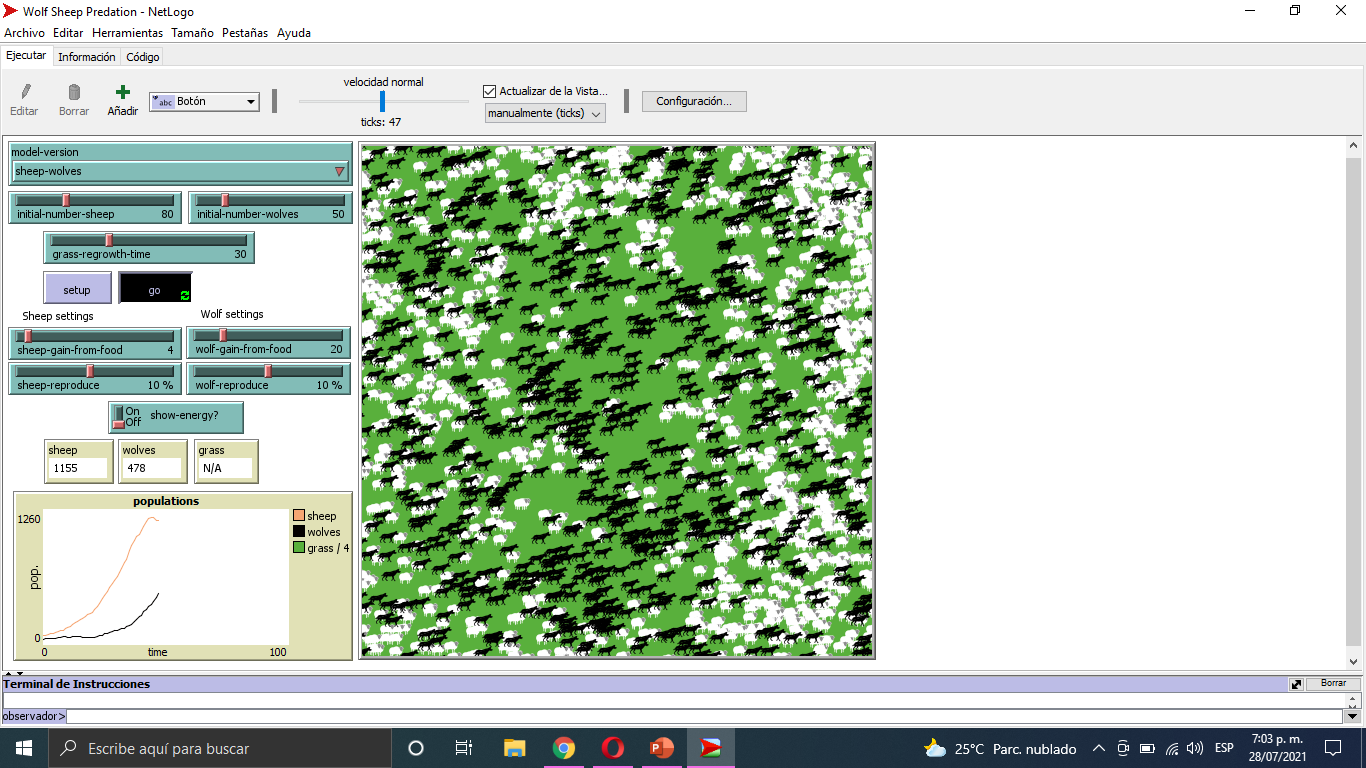 Wolf Sheep Predation - NetLogo
Archivo Editar Herramientas Tamaño Pestañas Ayuda
Ejecutar Información Código
velocidad normal
Editar Borrar Añadir
abc Botón
ticks: 47
Actualizar de la Vista...
manualmente (ticks)
Configuración...
model-version
sheep-wolves
initial-number-sheep 80
initial-number-wolves 50
grass-regrowth-time 30
setup
go
Sheep settings
Wolf settings
sheep-gain-from-food 4
wolf-gain-from-food 20
sheep-reproduce 10 %
wolf-reproduce 10 %
On
Off
show-energy?
sheep
1155
wolves
478
grass
N/A
populations
1260
pop.
0
0
time
100
sheep
wolves
grass / 4
Terminal de Instrucciones
Borrar
observador>
Escribe aquí para buscar
25°C Parc. nublado
ESP
7:03 p. m.
28/07/2021